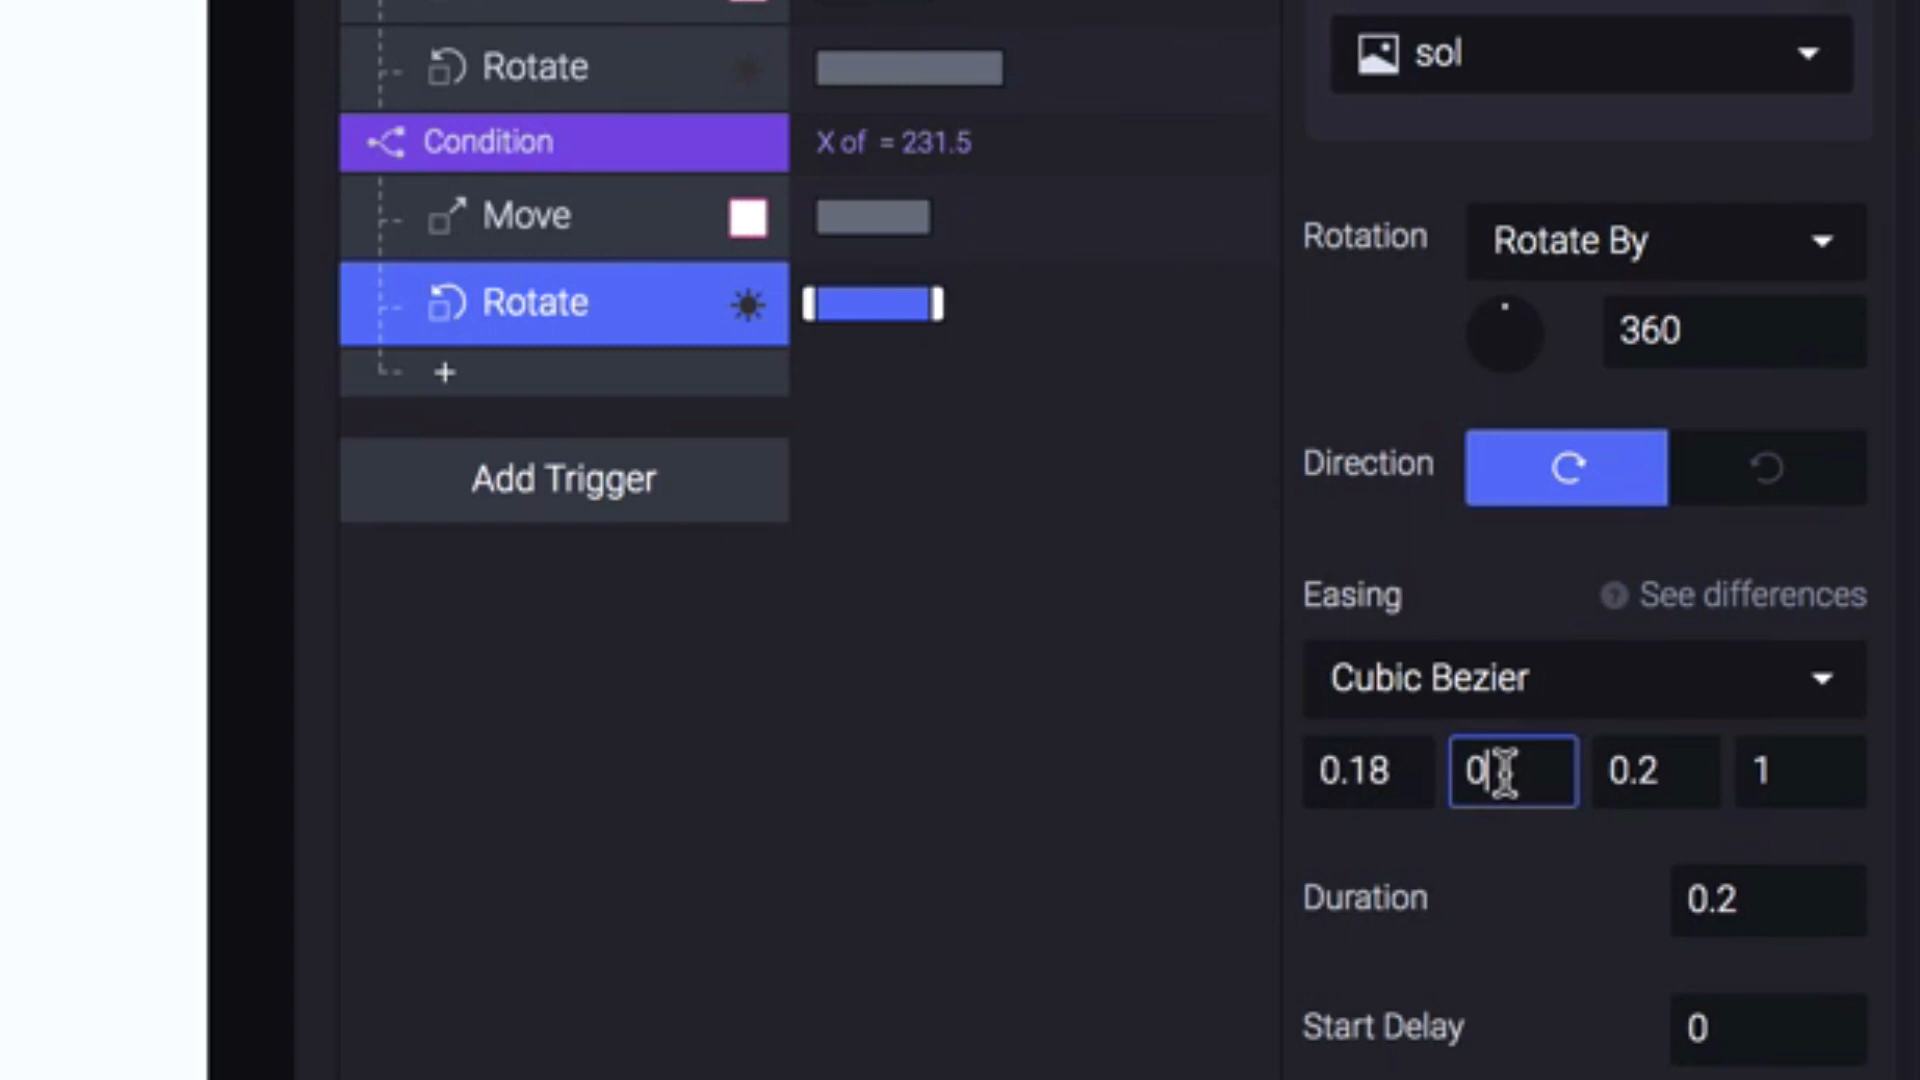 Rotate
sol
Condition
X of = 231.5
Move
Rotation
Rotate By
Rotate
360
+
Direction
Add Trigger
Easing
? See differences
Cubic Bezier
0.18 0 0.2 1
Duration
0.2
Start Delay
0